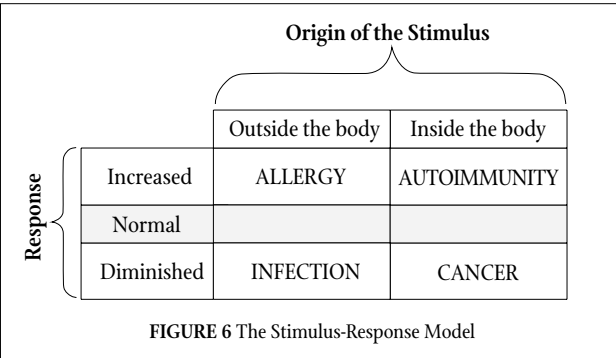 Origin of the Stimulus
Outside the body Inside the body
Response
Increased ALLERGY AUTOIMMUNITY
Normal
Diminished INFECTION CANCER
FIGURE 6 The Stimulus-Response Model